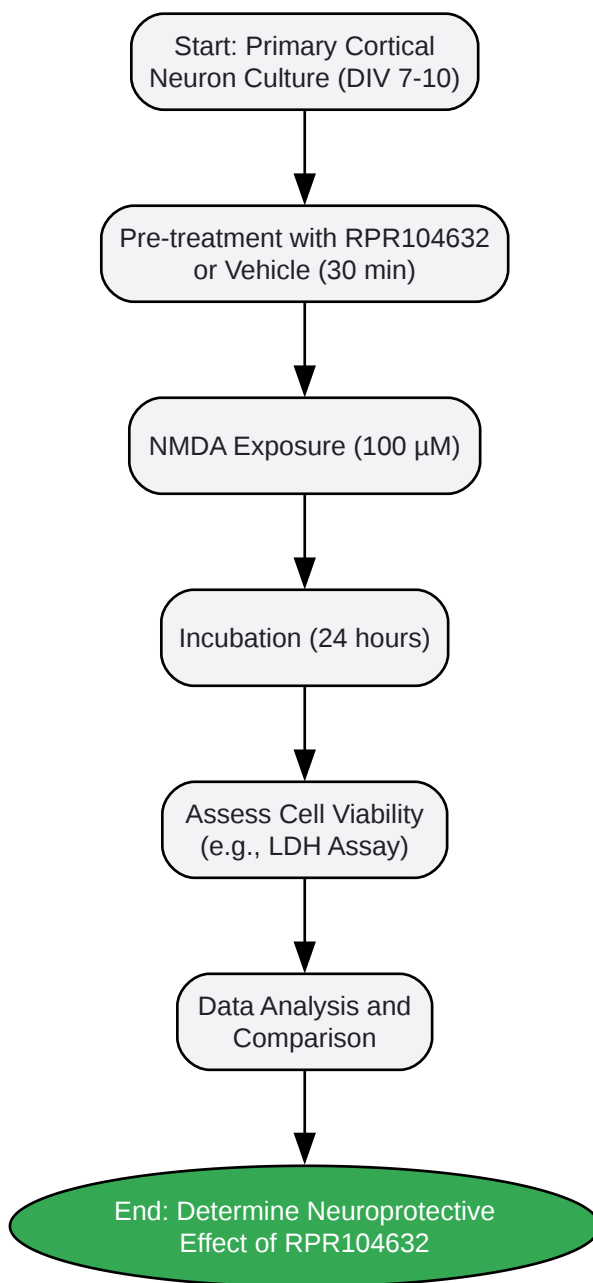 Start: Primary Cortical
Neuron Culture (DIV 7-10)
Pre-treatment with RPR104632
or Vehicle (30 min)
NMDA Exposure (100 µM)
Incubation (24 hours)
Assess Cell Viability
(e.g., LDH Assay)
Data Analysis and
Comparison
End: Determine Neuroprotective
Effect of RPR104632